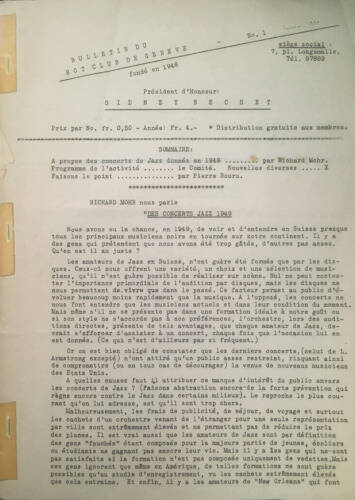 No. 1
BULLETIN DU
HOT CLUB DE GENEVE
fondé en 1948
siège social:
7, pl. Longemalle.
Tél. 57869
Président d'Honneur:
S I D N E Y B E C H E T
Prix par No. fr. 0,50 - Année: Fr. 4.- * Distribution gratuite aux membres.
SOMMAIRE:
A propos des concerts de Jazz donnés en 1949 ........ par Richard Mohr.
Programme de l'activité ........ le Comité. Nouvelles diverses ..... X
Faisons le point ............. par Pierre Bouru.
RICHARD MOHR nous parle
"DES CONCERTS JAZZ 1949
Nous avons eu la chance, en 1949, de voir et d'entendre en Suisse presque
tous les principaux musiciens noirs en tournée sur notre continent. Il y a
des gens qui prétendent que nous avons été trop gâtés, d'autres pas assez.
Qu'en est il au juste ?
Les amateurs de Jazz en Suisse, n'ont guère été formés que par les dis-
ques. Ceux-ci nous offrent une variété, un choix et une sélection de musi-
ciens, qu'il n'est guère possible de réaliser sur scène. Nul ne peut contes-
ter l'importance primordiale de l'audition par disques, mais les disques ne
nous permettent de vivre que dans le passé. Ce facteur permet au public d'é-
voluer beaucoup moins rapidement que la musique. A l'opposé, les concerts ne
nous font entendre que les musiciens actuels et dans leur condition du moment.
Mais même s'il ne se présente pas dans une formation idéale à notre goût ou
si son style ne s'accorde pas à nos préférences, l'orchestre, lors des audi-
tions directes, présente de tels avantages, que chaque amateur de Jazz, de-
vrait s'efforcer d'assister à un concert, chaque fois que l'occasion lui en
est donnée. (Ce qui n'est d'ailleurs pas si fréquent.)
Or on est bien obligé de constater que les derniers concerts, (celui de L.
Armstrong excepté) n'ont attiré qu'un public assez restreint, risquant ainsi
de compromettre (ou en tous cas de décourager) la venue de nouveaux musiciens
des Etats Unis.
A quelles causes faut il attribuer ce manque d'intérêt du public envers
les concerts de Jazz ? (Faisons abstraction encore de la forte prévention qui
règne encore contre le Jazz dans certains milieux). Le reproche le plus cou-
rant qu'on lui adresse, est qu'il sont trop chers.
Malheureusement, les frais de publicité, de séjour, de voyage et surtout
les cachets d'un orchestre venant de l'étranger pour une seule représentation
par ville sont extrêmement élevés et ne permettent pas de réduire le prix
des places. Il est vrai aussi que les amateurs de Jazz sont par définition
des gens "fauchés" étant composés pour la majeure partie de jeunes, écoliers
ou étudiants ne gagnant pas encore leur vie. Mais il y a les gens qui ne sont
pas satisfaits si la formation n'est pas composée uniquement de vedettes. Mais
ces gens ignorent que même en Amérique, de telles formations ne sont guère
possibles qu'au studio d'enregistrement, vu les cachets extrêmement élevés
que cela entraine. Et enfin, il y a les amateurs de "New Orléans" qui font